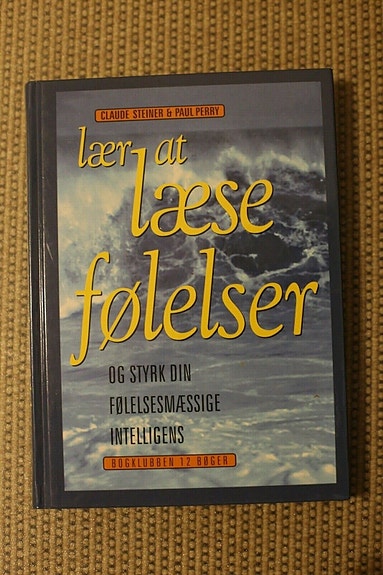 CLAUDE STEINER & PAUL PERRY
lær at
læse
følelser
OG STYRK DIN
FØLELSESMÆSSIGE
INTELLIGENS
BOGKLUBBEN 12 BØGER